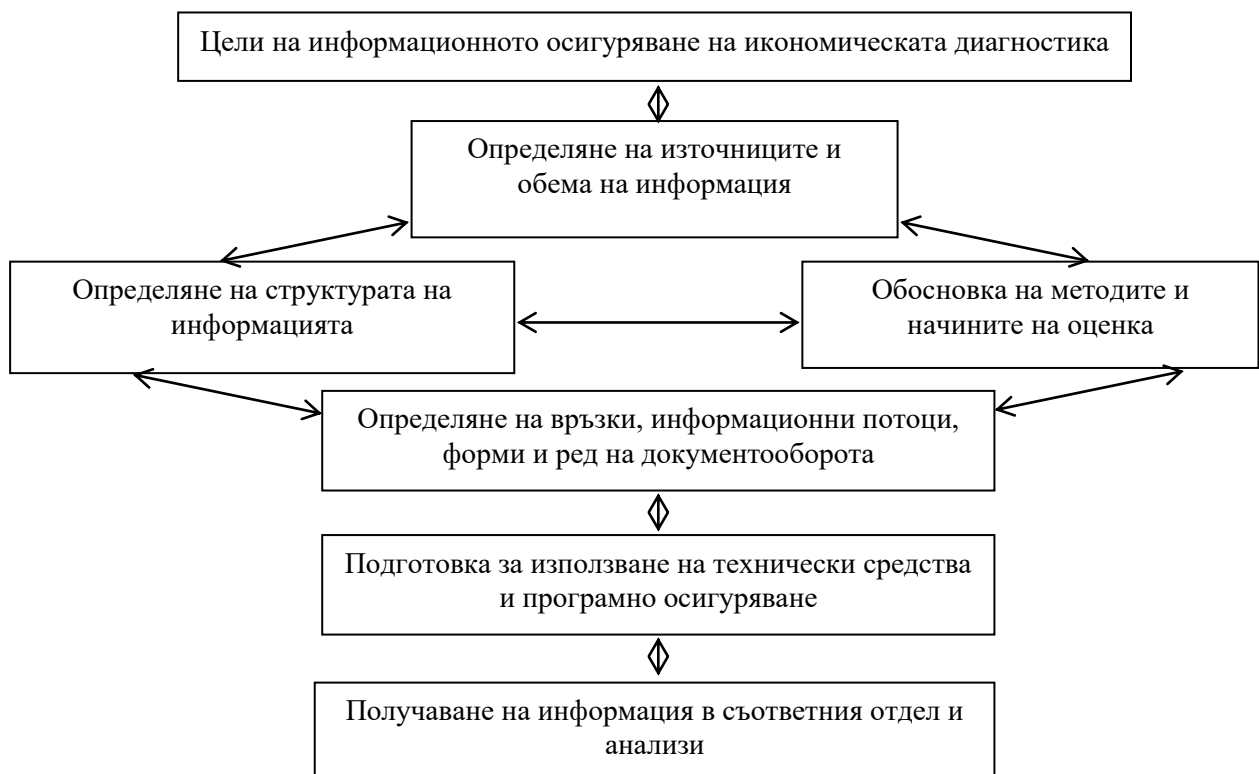 Цели на информационното осигуряване на икономическата диагностика
Определяне на източниците и
обема на информация
Определяне на структурата на
информацията
Обосновка на методите и
начините на оценка
Определяне на връзки, информационни потоци,
форми и ред на документооборота
Подготовка за използване на технически средства
и програмно осигуряване
Получаване на информация в съответния отдел и
анализи